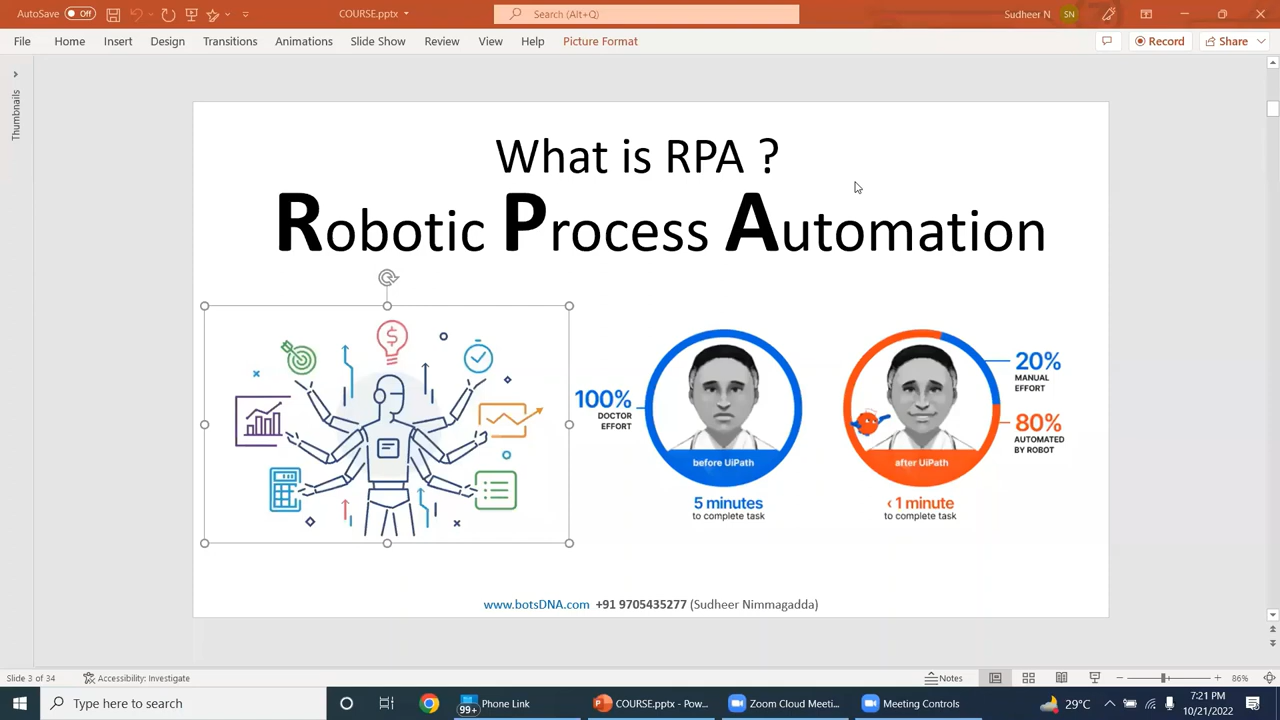 AutoSave Off COURSE.pptx Search (Alt+Q) Sudheer N SN
File Home Insert Design Transitions Animations Slide Show Review View Help Picture Format Record Share
Thumbnails
What is RPA ?
Robotic Process Automation
$
100%
DOCTOR
EFFORT
before UiPath
5 minutes
to complete task
after UiPath
< 1 minute
to complete task
20%
MANUAL
EFFORT
80%
AUTOMATED
BY ROBOT
www.botsDNA.com +91 9705435277 (Sudheer Nimmagadda)
Slide 3 of 34 Accessibility: Investigate Notes 86%
Type here to search 99+ Phone Link COURSE.pptx - Pow... Zoom Cloud Meeti... Meeting Controls 29°C 7:21 PM
10/21/2022